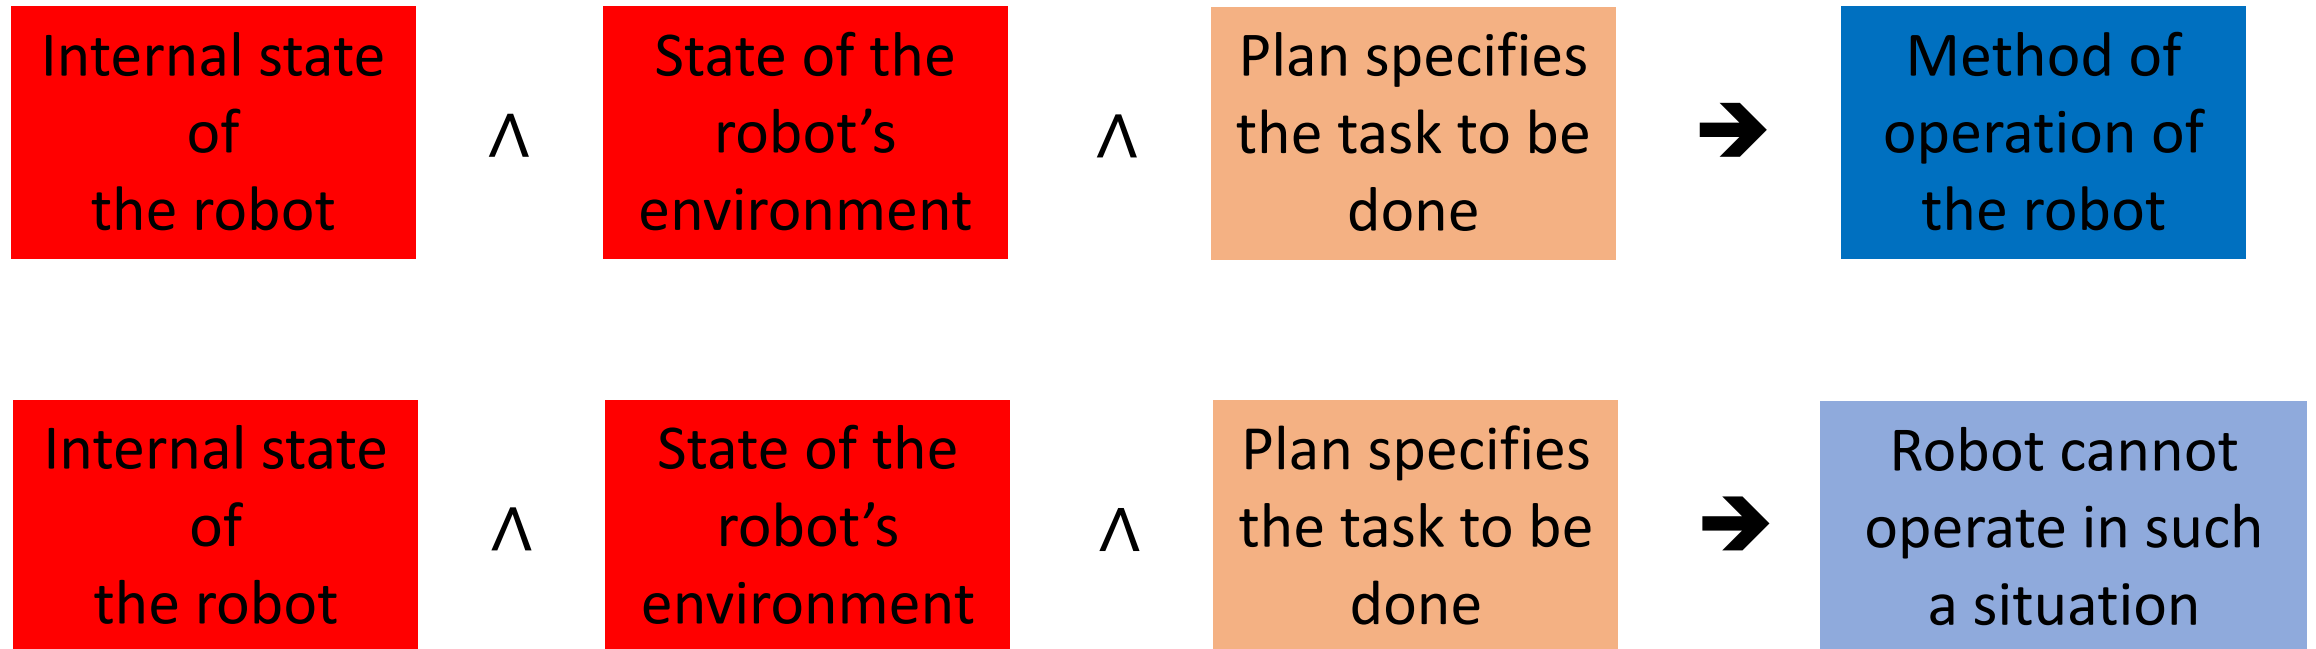 Internal state
of
the robot
∧
State of the
robot’s
environment
∧
Plan specifies
the task to be
done
➔
Method of
operation of
the robot
Internal state
of
the robot
∧
State of the
robot’s
environment
∧
Plan specifies
the task to be
done
➔
Robot cannot
operate in such
a situation